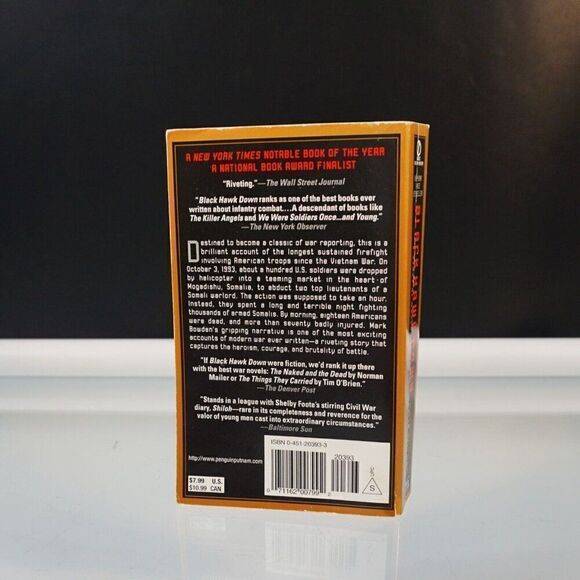 A NEW YORK TIMES NOTABLE BOOK OF THE YEAR
A NATIONAL BOOK AWARD FINALIST
"Riveting."—The Wall Street Journal
"Black Hawk Down ranks as one of the best books ever
written about infantry combat....A descendant of books like
The Killer Angels and We Were Soldiers Once...and Young."
—The New York Observer
Destined to become a classic of war reporting, this is a
brilliant account of the longest sustained firefight
involving American troops since the Vietnam War. On
October 3, 1993, about a hundred U.S. soldiers were dropped
by helicopter into a teeming market in the heart of
Mogadishu, Somalia, to abduct two top lieutenants of a
Somali warlord. The action was supposed to take an hour.
Instead, they spent a long and terrible night fighting
thousands of armed Somalis. By morning, eighteen Americans
were dead, and more than seventy badly injured. Mark
Bowden's gripping narrative is one of the most exciting
accounts of modern war ever written—a riveting story that
captures the heroism, courage, and brutality of battle.
"If Black Hawk Down were fiction, we'd rank it up there
with the best war novels: The Naked and the Dead by Norman
Mailer or The Things They Carried by Tim O'Brien."
—The Denver Post
"Stands in a league with Shelby Foote's stirring Civil War
diary, Shiloh—rare in its completeness and reverence for the
valor of young men cast into extraordinary circumstances."
—Baltimore Sun
ISBN 0-451-20393-3
20393
http://www.penguinputnam.com
$7.99 U.S.
$10.99 CAN
0 71162 00799 2
S